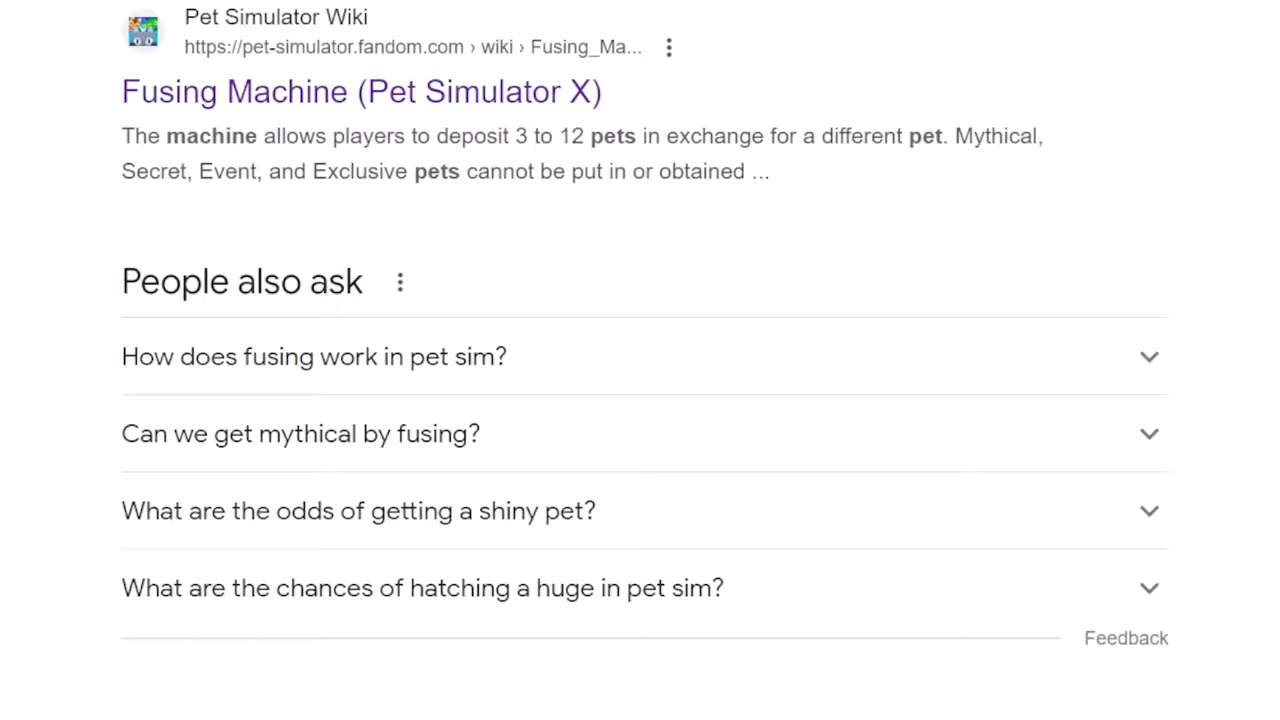 Pet Simulator Wiki
https://pet-simulator.fandom.com › wiki › Fusing_Ma...
Fusing Machine (Pet Simulator X)
The machine allows players to deposit 3 to 12 pets in exchange for a different pet. Mythical,
Secret, Event, and Exclusive pets cannot be put in or obtained ...
People also ask
How does fusing work in pet sim?
Can we get mythical by fusing?
What are the odds of getting a shiny pet?
What are the chances of hatching a huge in pet sim?
Feedback